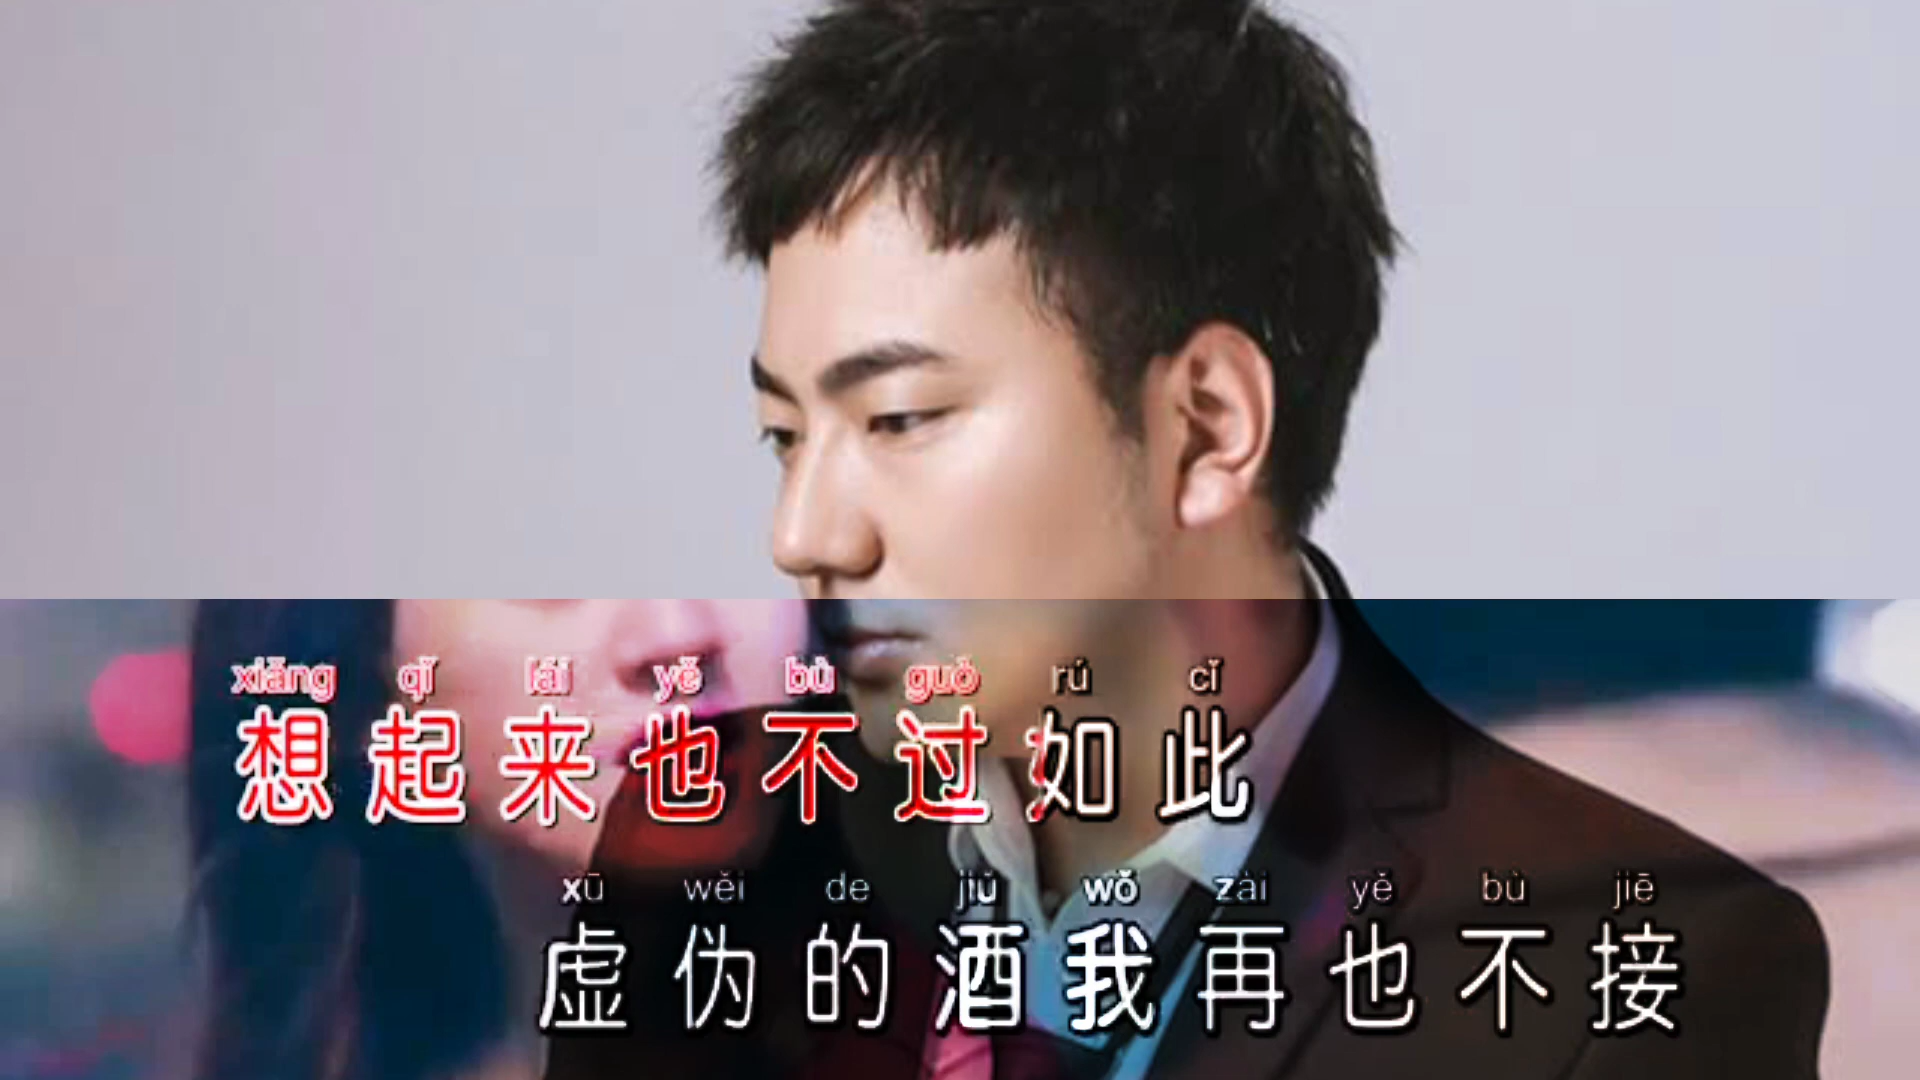 xiǎng qǐ lái yě bù guò rú cǐ
想起来也不过如此
xū wěi de jiǔ wǒ zài yě bù jiē
虚伪的酒我再也不接